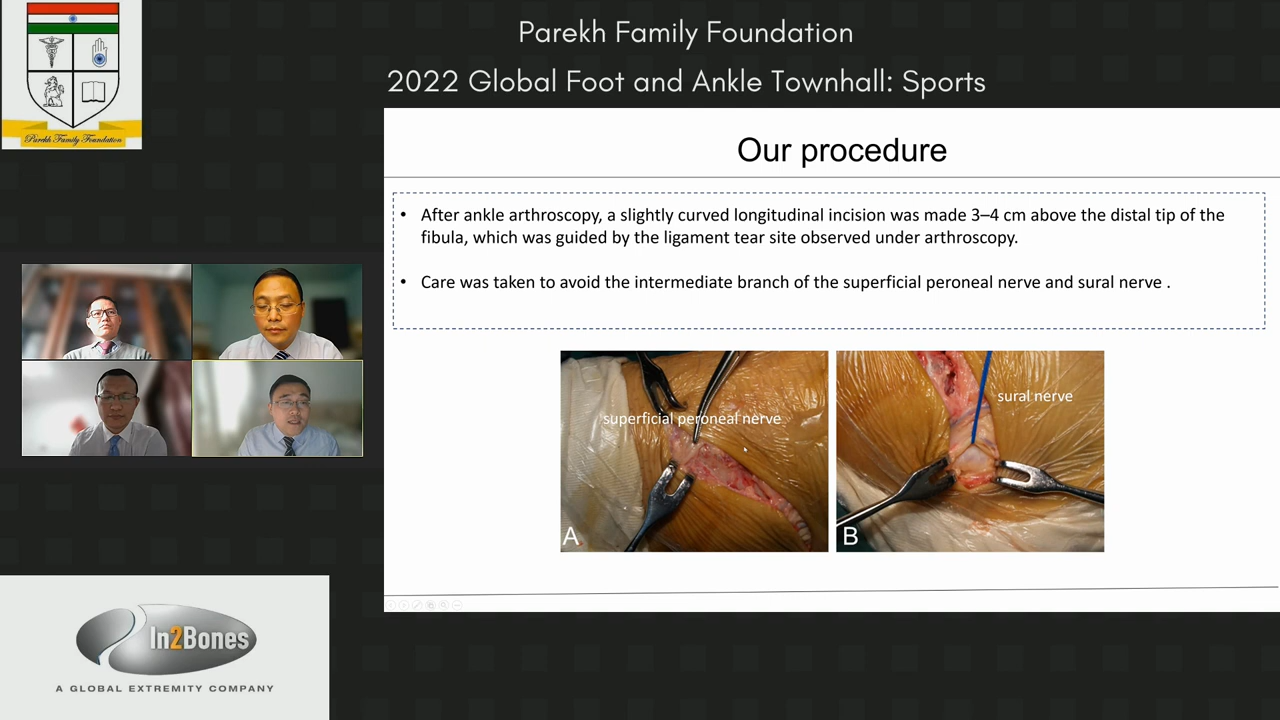 Parekh Family Foundation
2022 Global Foot and Ankle Townhall: Sports
Parekh Family Foundation
Our procedure
• After ankle arthroscopy, a slightly curved longitudinal incision was made 3–4 cm above the distal tip of the
fibula, which was guided by the ligament tear site observed under arthroscopy.
• Care was taken to avoid the intermediate branch of the superficial peroneal nerve and sural nerve .
superficial peroneal nerve
A
sural nerve
B
In2Bones
A GLOBAL EXTREMITY COMPANY